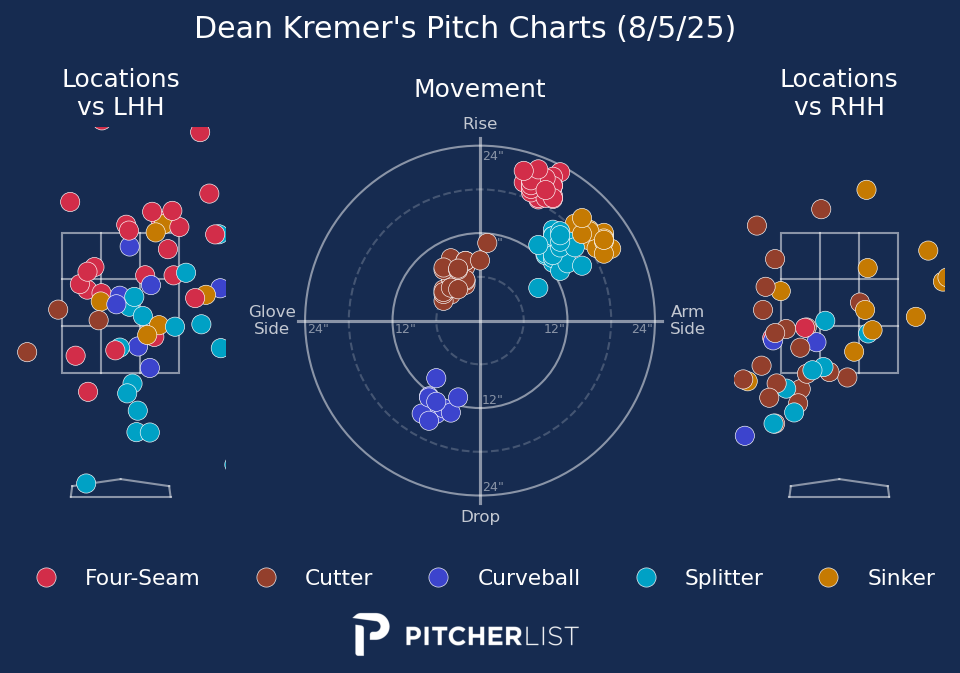 Dean Kremer's Pitch Charts (8/5/25)
Locations
vs LHH
Movement
Locations
vs RHH
Rise
24"
"
Glove
Side
24"
12"
12"
24"
Arm
Side
12"
24"
Drop
Four-Seam
Cutter
Curveball
Splitter
Sinker
PITCHERLIST